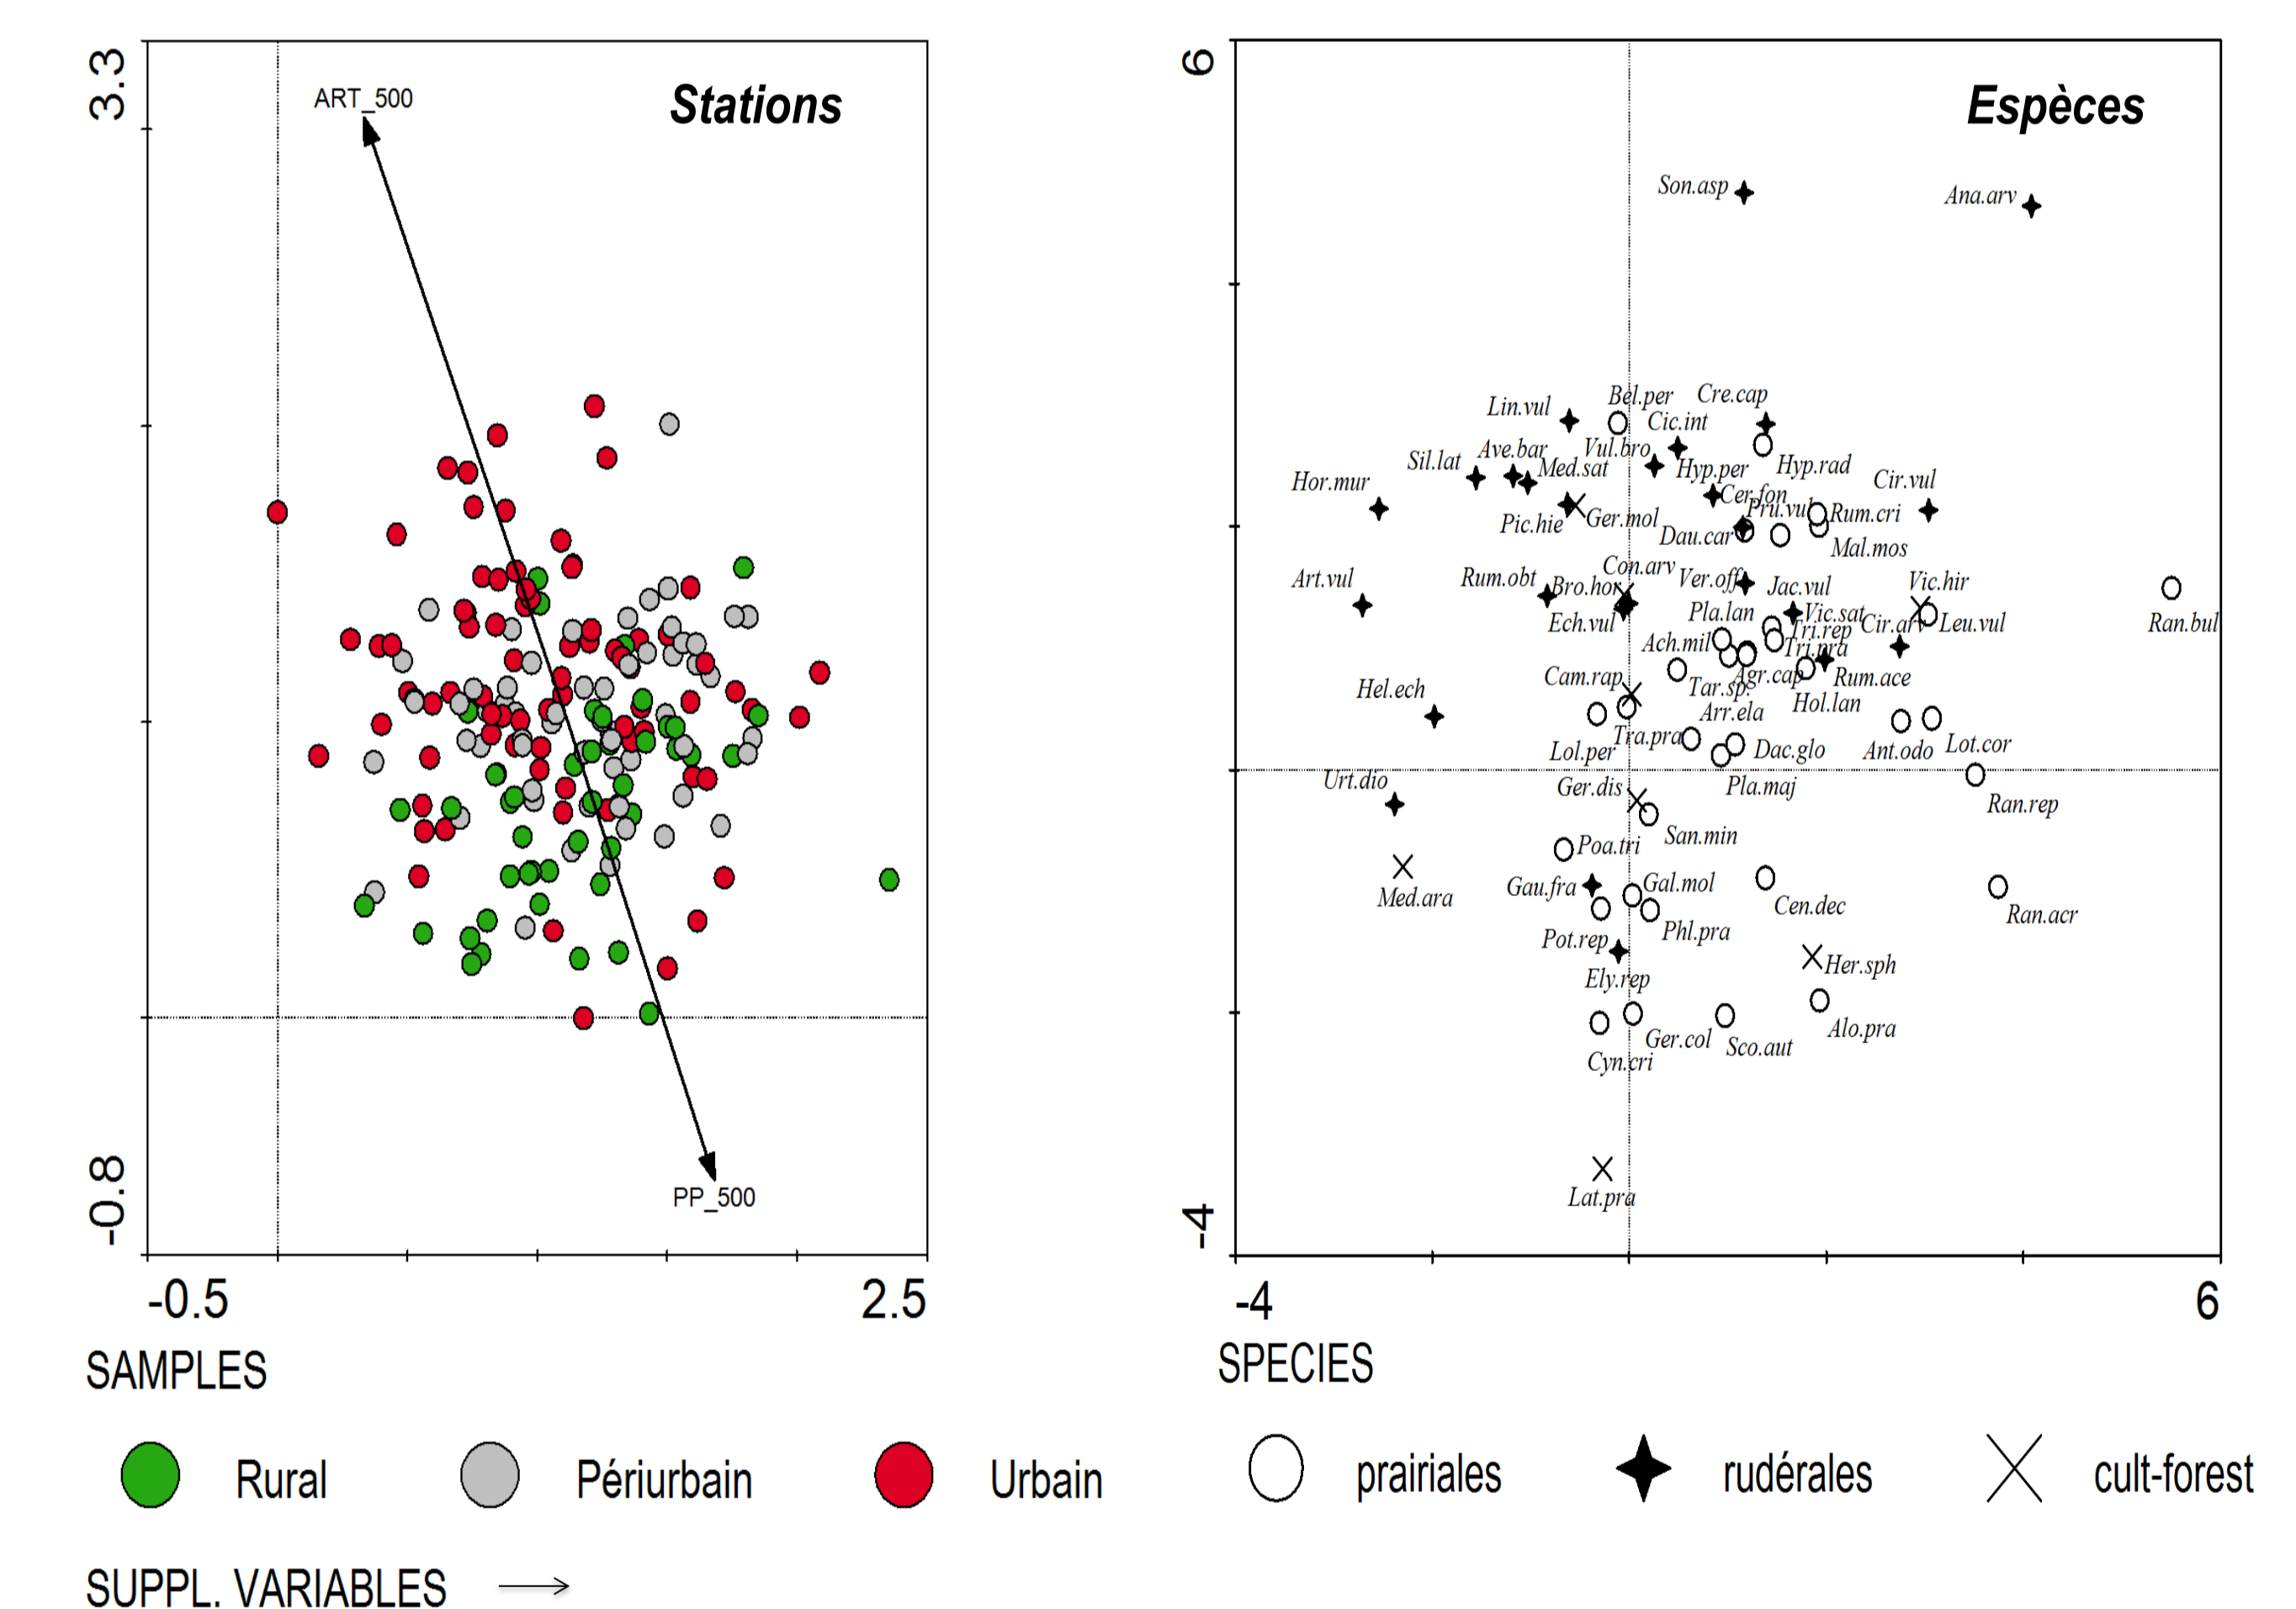 3.3
ART_500
Stations
PP_500
-0.8
-0.5
2.5
6
Espèces
Son.asp
Ana.arv
Lin.vul
Bel.per
Cre.cap
Cic.int
Vul.bro
Ave.bar
Sil.lat
Med.sat
Hyp.per
Hyp.rad
Hor.mur
Cir.vul
Cer.fon
Pru.vul
Rum.cri
Pic.hie
Ger.mol
Dau.car
Mal.mos
Con.arv
Art.vul
Rum.obt
Bro.hor
Ver.off
Jac.vul
Vic.hir
Pla.lan
Vic.sat
Ech.vul
Cir.arv
Leu.vul
Ran.bul
Tri.rep
Ach.mil
Tri.pra
Cam.rap
Agr.cap
Rum.ace
Hel.ech
Tar.sp.
Hol.lan
Arr.ela
Tra.pra
Lol.per
Dac.glo
Ant.odo
Lot.cor
Urt.dio
Ger.dis
Pla.maj
Ran.rep
San.min
Poa.tri
Med.ara
Gau.fra
Gal.mol
Cen.dec
Ran.acr
Phl.pra
Pot.rep
Her.sph
Ely.rep
Alo.pra
Ger.col
Sco.aut
Cyn.cri
Lat.pra
-4
-4
6
SAMPLES
Rural
Périurbain
Urbain
SUPPL. VARIABLES
SPECIES
prairiales
rudérales
cult-forest